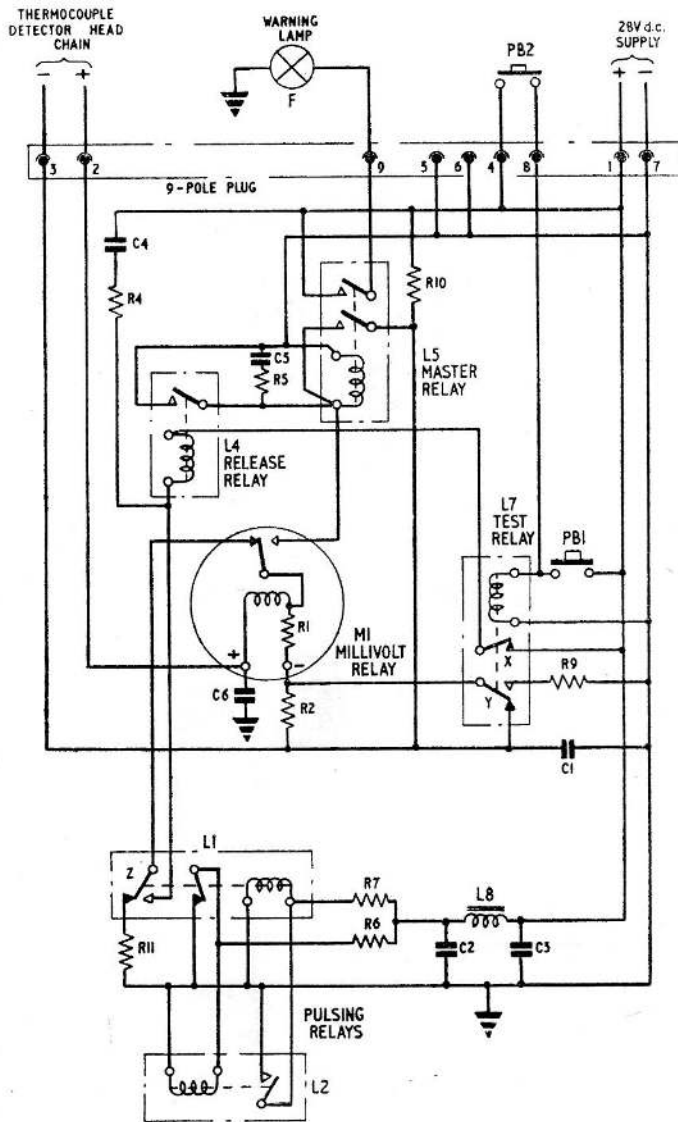 THERMOCOUPLE
DETECTOR HEAD
CHAIN
− +
WARNING
LAMP
F
PB2
28V d.c.
SUPPLY
+ −
3 2 9 5 6 4 8 1 7
9-POLE PLUG
C4
R4
R10
C5
R5
L5
MASTER
RELAY
L4
RELEASE
RELAY
L7
TEST
RELAY
PB1
R1
M1
MILLIVOLT
RELAY
+ −
C6
R2
X
Y
R9
C1
L1
Z
R11
R7
R6
L8
C2
C3
PULSING
RELAYS
L2